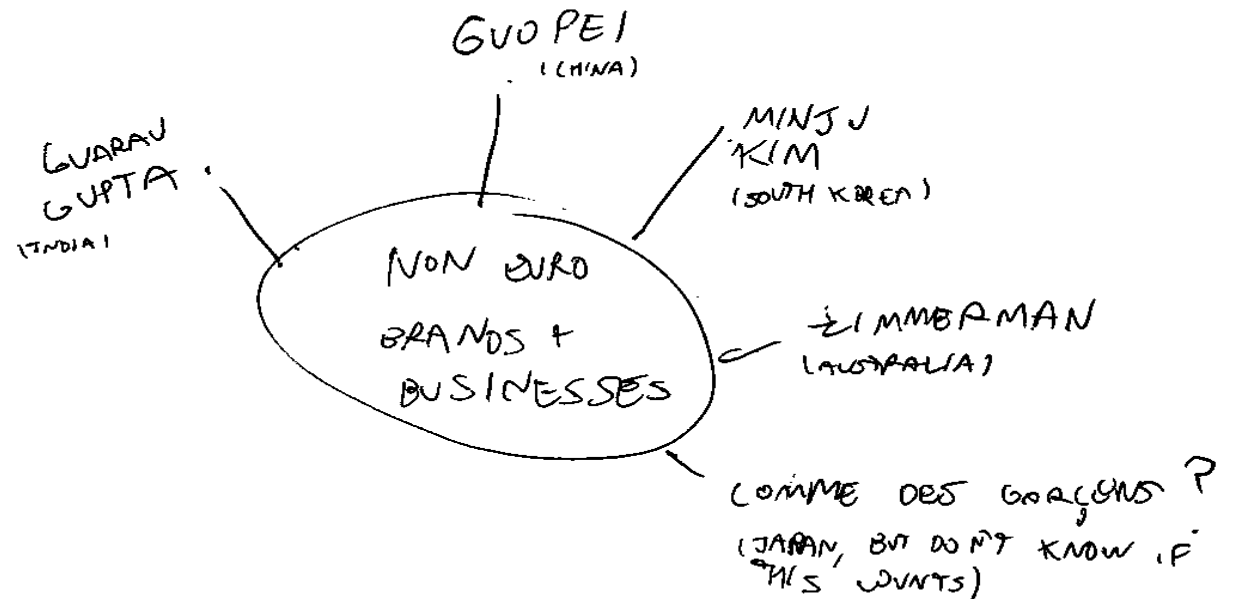 GUO PEI
(CHINA)
MINJU
KIM
(SOUTH KOREA)
GUARAV
GUPTA
(INDIA)
NON EURO
BRANDS +
BUSINESSES
ZIMMERMAN
(AUSTRALIA)
COMME DES GARÇONS ?
(JAPAN, BUT DON'T KNOW IF
THIS COUNTS)